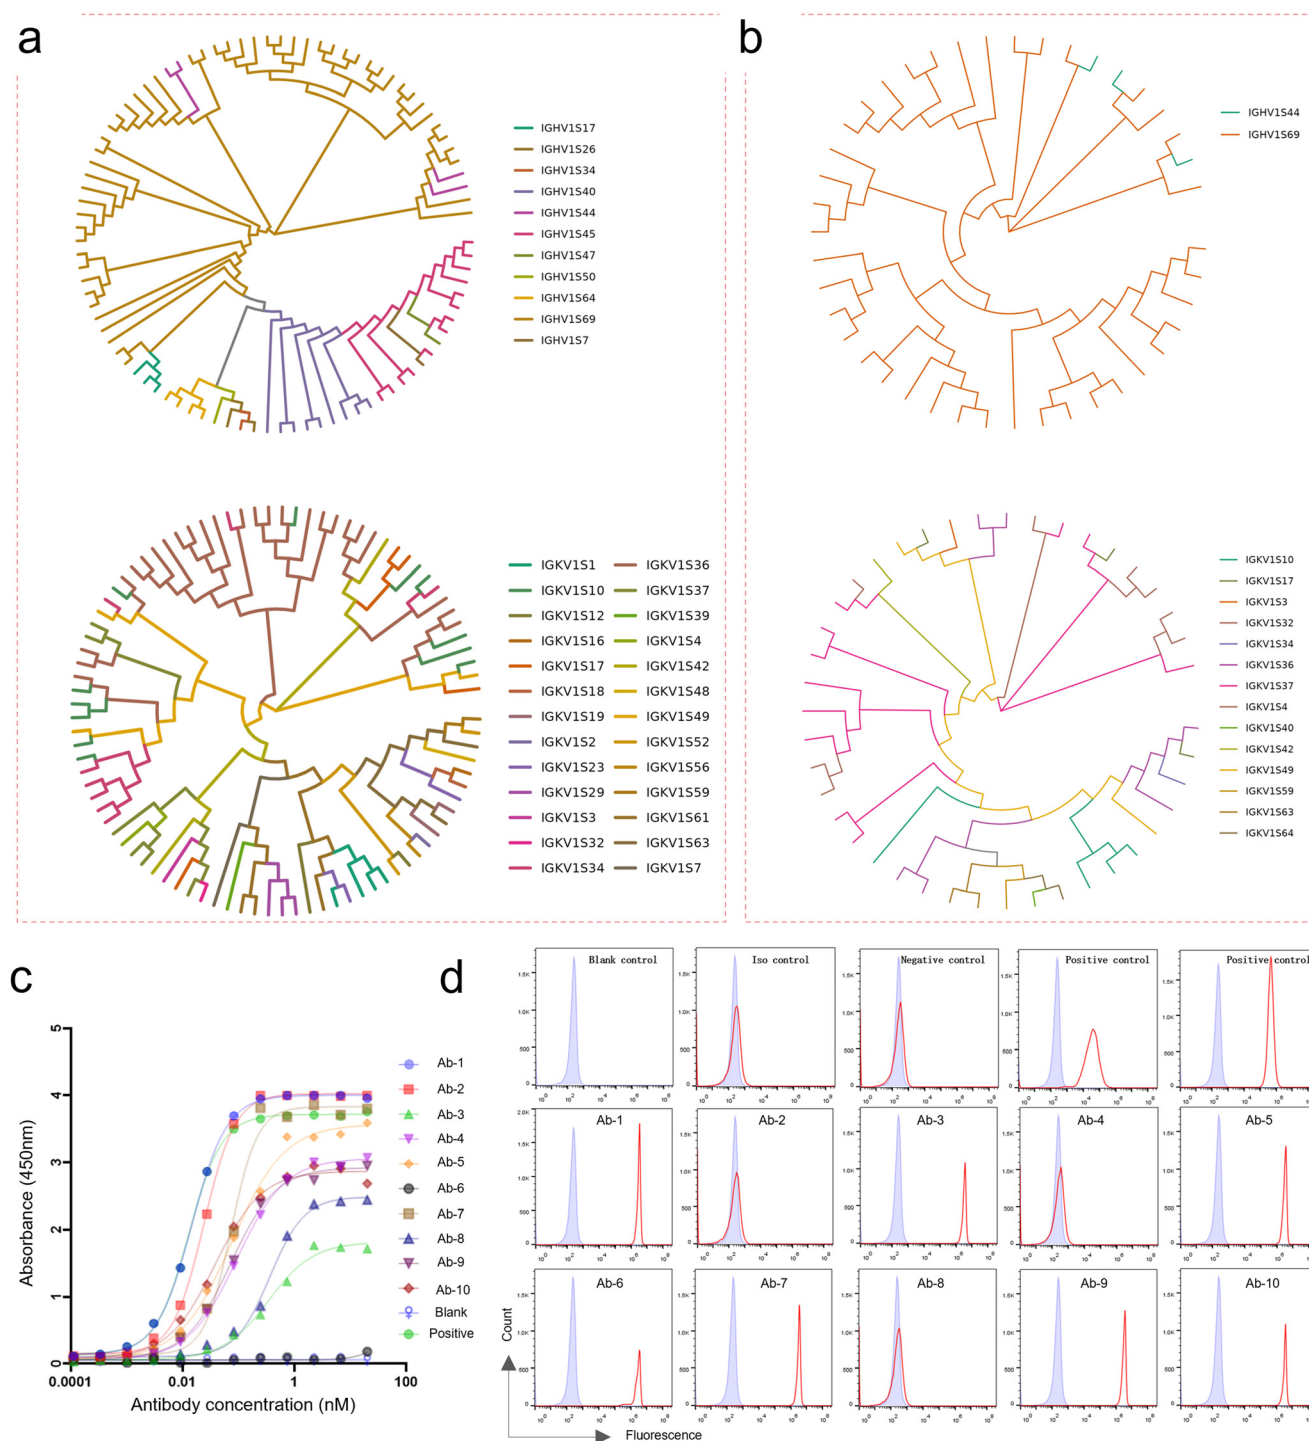 a
b
IGHV1S17
IGHV1S26
IGHV1S34
IGHV1S40
IGHV1S44
IGHV1S45
IGHV1S47
IGHV1S50
IGHV1S64
IGHV1S69
IGHV1S7
IGHV1S44
IGHV1S69
IGKV1S1 IGKV1S36
IGKV1S10 IGKV1S37
IGKV1S12 IGKV1S39
IGKV1S16 IGKV1S4
IGKV1S17 IGKV1S42
IGKV1S18 IGKV1S48
IGKV1S19 IGKV1S49
IGKV1S2 IGKV1S52
IGKV1S23 IGKV1S56
IGKV1S29 IGKV1S59
IGKV1S3 IGKV1S61
IGKV1S32 IGKV1S63
IGKV1S34 IGKV1S7
IGKV1S10
IGKV1S17
IGKV1S3
IGKV1S32
IGKV1S34
IGKV1S36
IGKV1S37
IGKV1S4
IGKV1S40
IGKV1S42
IGKV1S49
IGKV1S59
IGKV1S63
IGKV1S64
c
Absorbance (450nm)
5
4
3
2
1
0
0.0001 0.01 1 100
Antibody concentration (nM)
Ab-1
Ab-2
Ab-3
Ab-4
Ab-5
Ab-6
Ab-7
Ab-8
Ab-9
Ab-10
Blank
Positive
d
Blank control
Iso control
Negative control
Positive control
Positive control
Ab-1
Ab-2
Ab-3
Ab-4
Ab-5
Ab-6
Ab-7
Ab-8
Ab-9
Ab-10
Count
Fluorescence